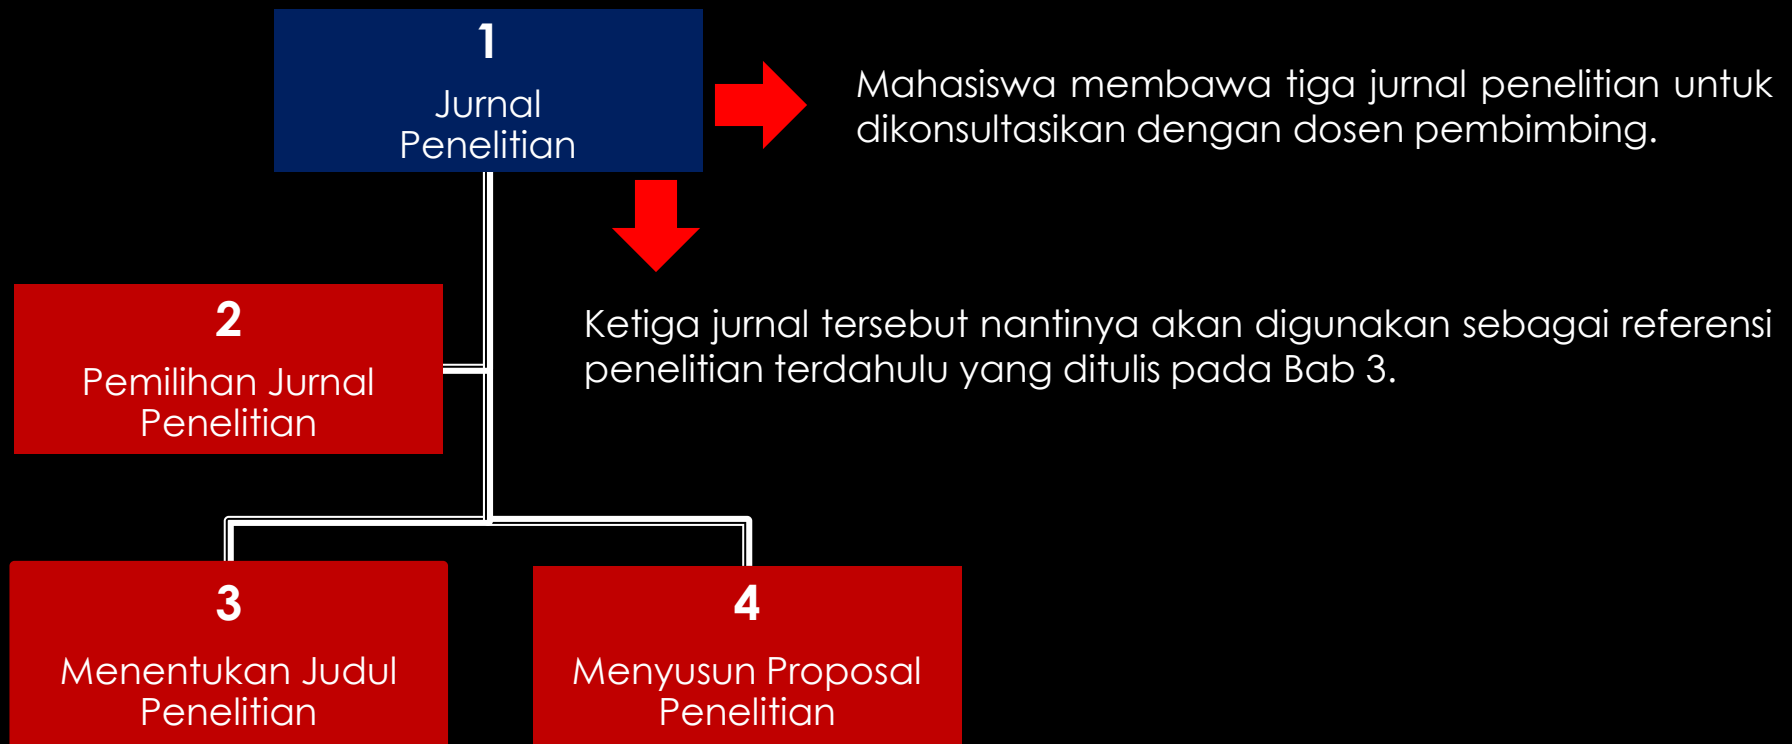 1
Jurnal
Penelitian
Mahasiswa membawa tiga jurnal penelitian untuk
dikonsultasikan dengan dosen pembimbing.
2
Pemilihan Jurnal
Penelitian
Ketiga jurnal tersebut nantinya akan digunakan sebagai referensi
penelitian terdahulu yang ditulis pada Bab 3.
3
Menentukan Judul
Penelitian
4
Menyusun Proposal
Penelitian